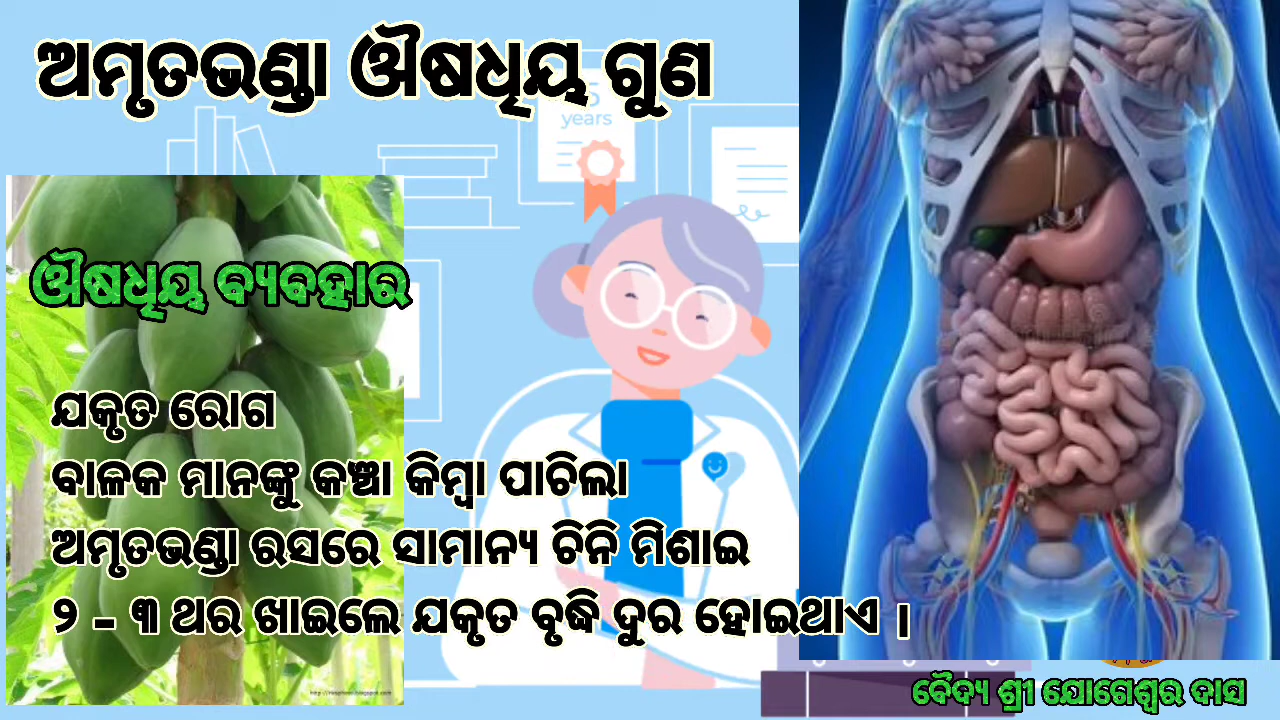 ଅମୃତଭଣ୍ଡା ଔଷଧିୟ ଗୁଣ
years
ଔଷଧିୟ ବ୍ୟବହାର
ଯକୃତ ରୋଗ
ବାଳକ ମାନଙ୍କୁ କଞ୍ଚା କିମ୍ବା ପାଚିଲା
ଅମୃତଭଣ୍ଡା ରସରେ ସାମାନ୍ୟ ଚିନି ମିଶାଇ
୨ - ୩ ଥର ଖାଇଲେ ଯକୃତ ବୃଦ୍ଧି ଦୁର ହୋଇଥାଏ ।
ବୈଦ୍ୟ ଶ୍ରୀ ଯୋଗେଶ୍ୱର ଦାସ